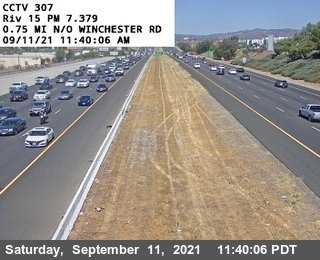 CCTV 307
Riv 15 PM 7.379
0.75 MI N/O WINCHESTER RD
09/11/21 11:40:06 AM
Saturday, September 11, 2021 11:40:06 PDT